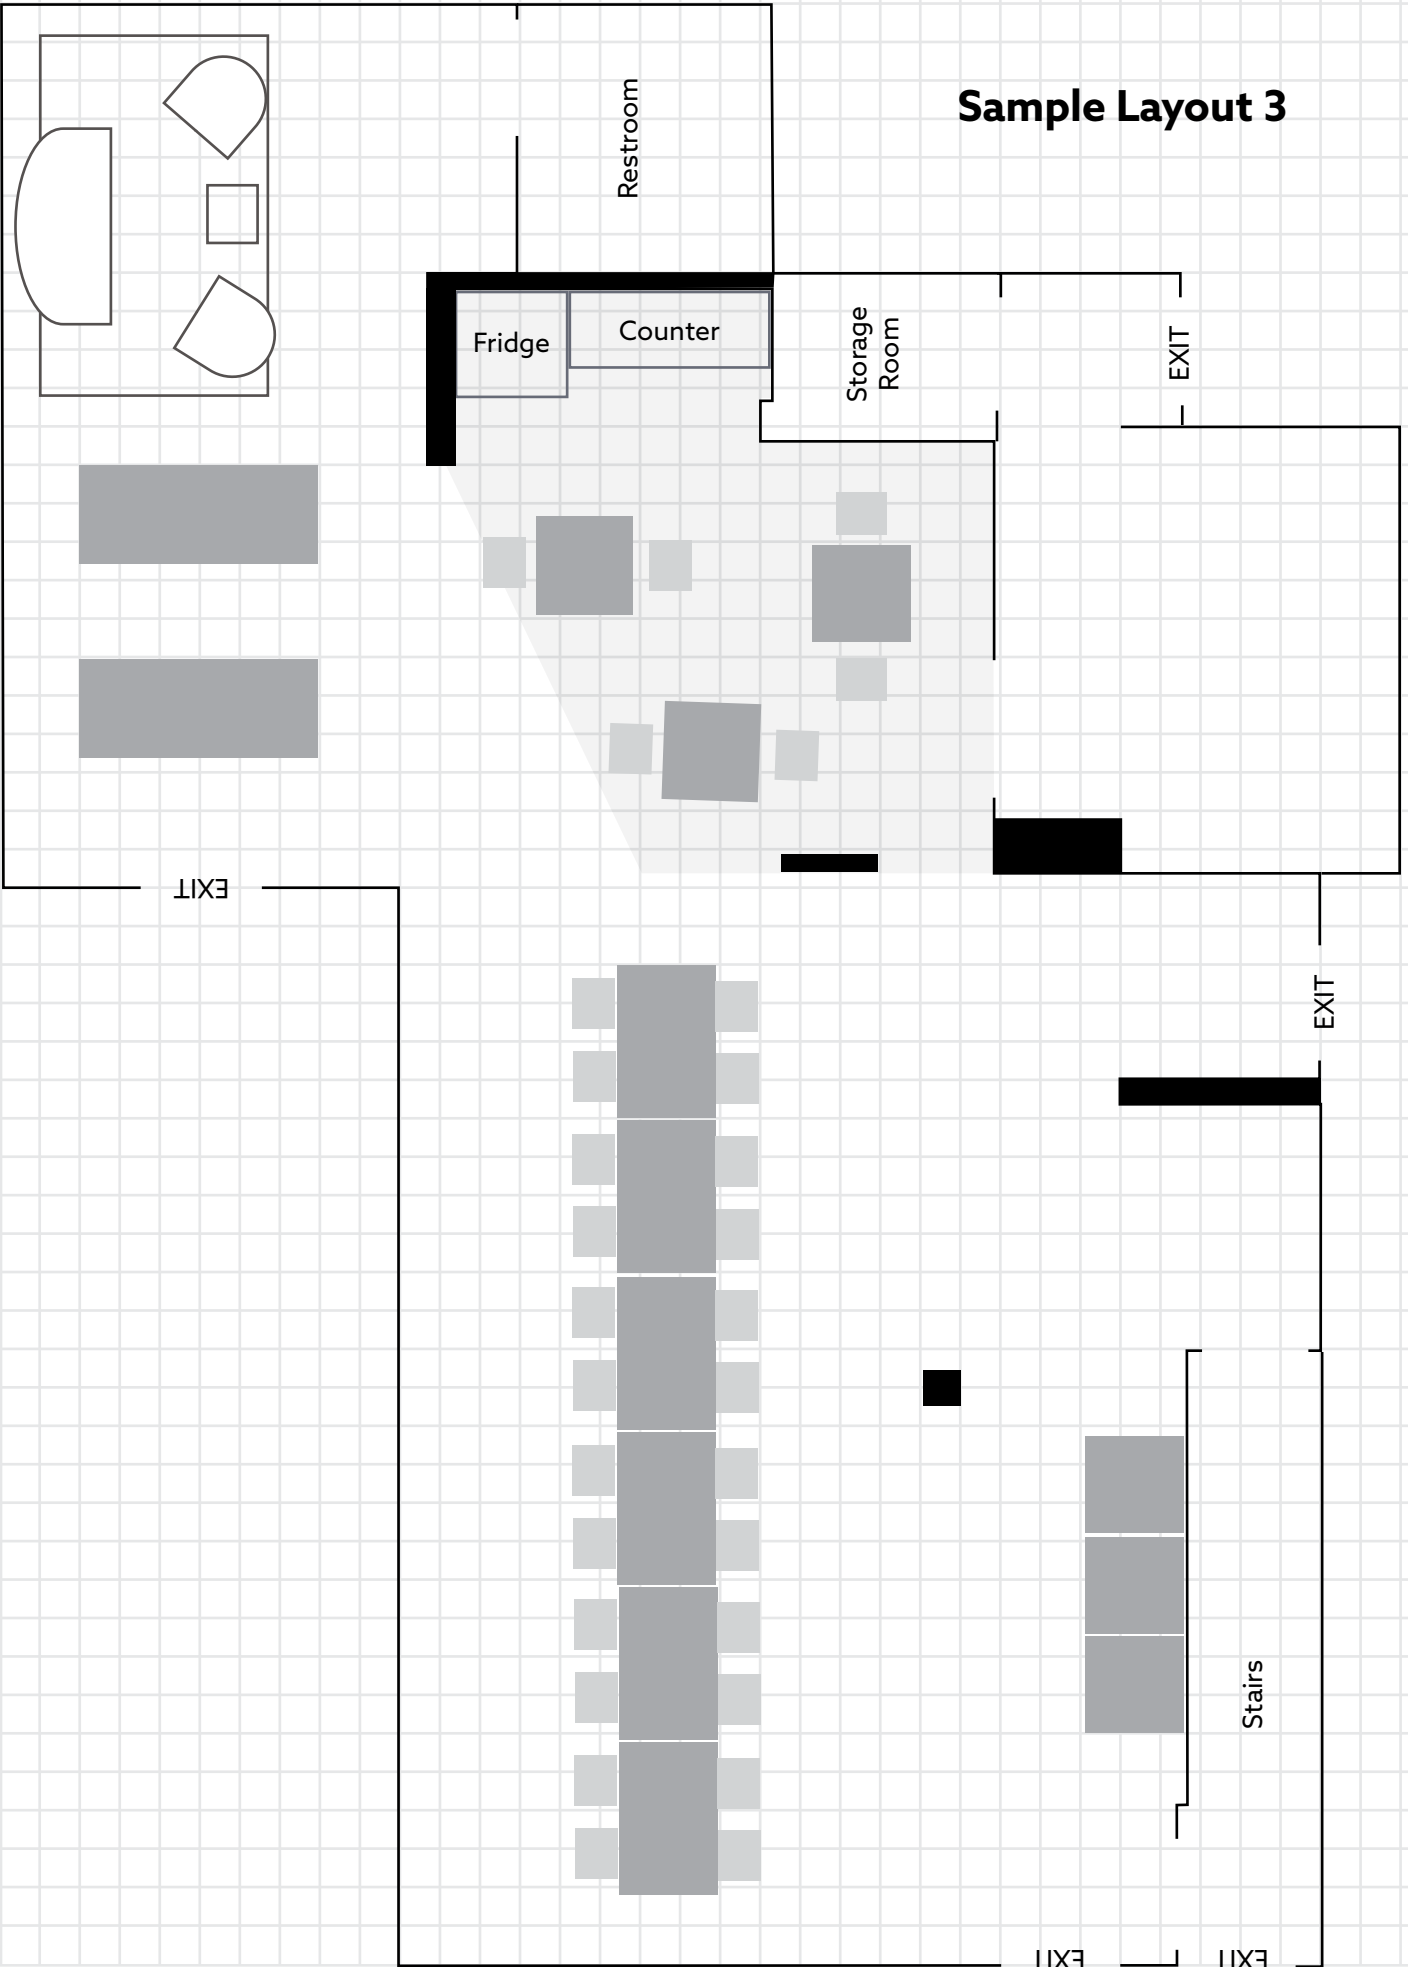 Sample Layout 3
Restroom
Fridge
Counter
Storage
Room
EXIT
EXIT
EXIT
Stairs
EXIT
EXIT